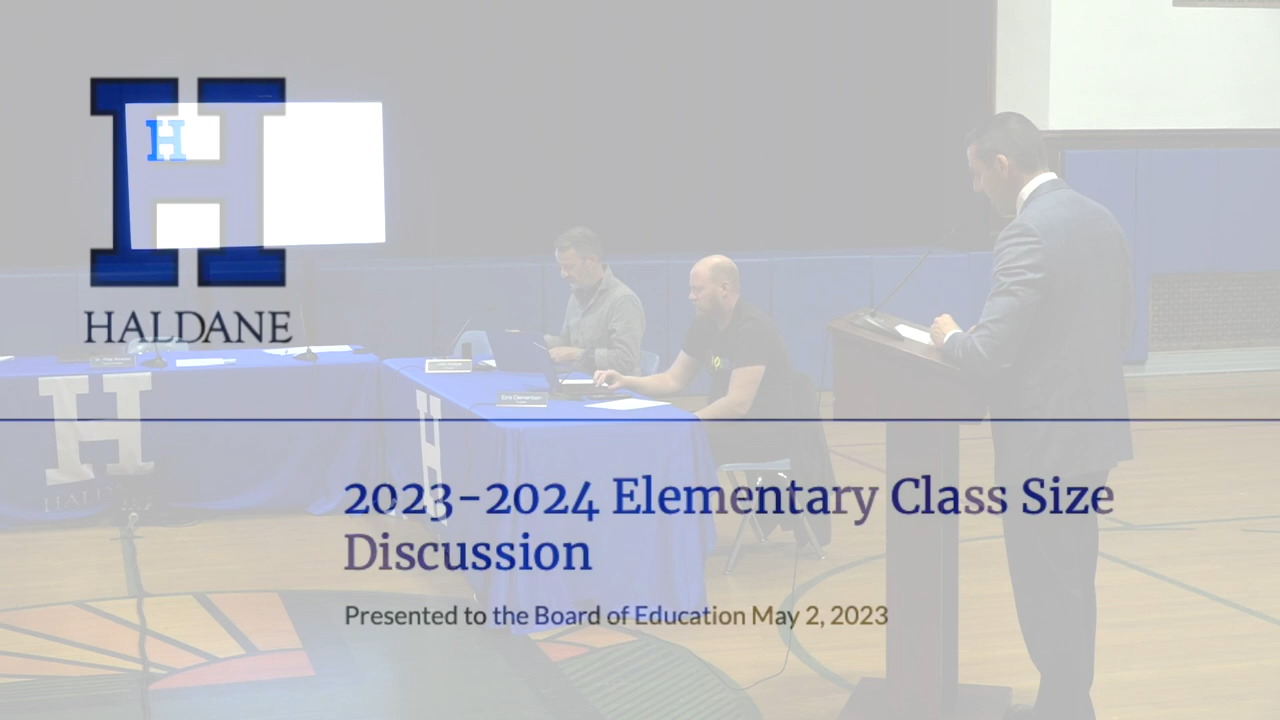 H
H
HALDANE
H
H
2023-2024 Elementary Class Size
Discussion
Presented to the Board of Education May 2, 2023